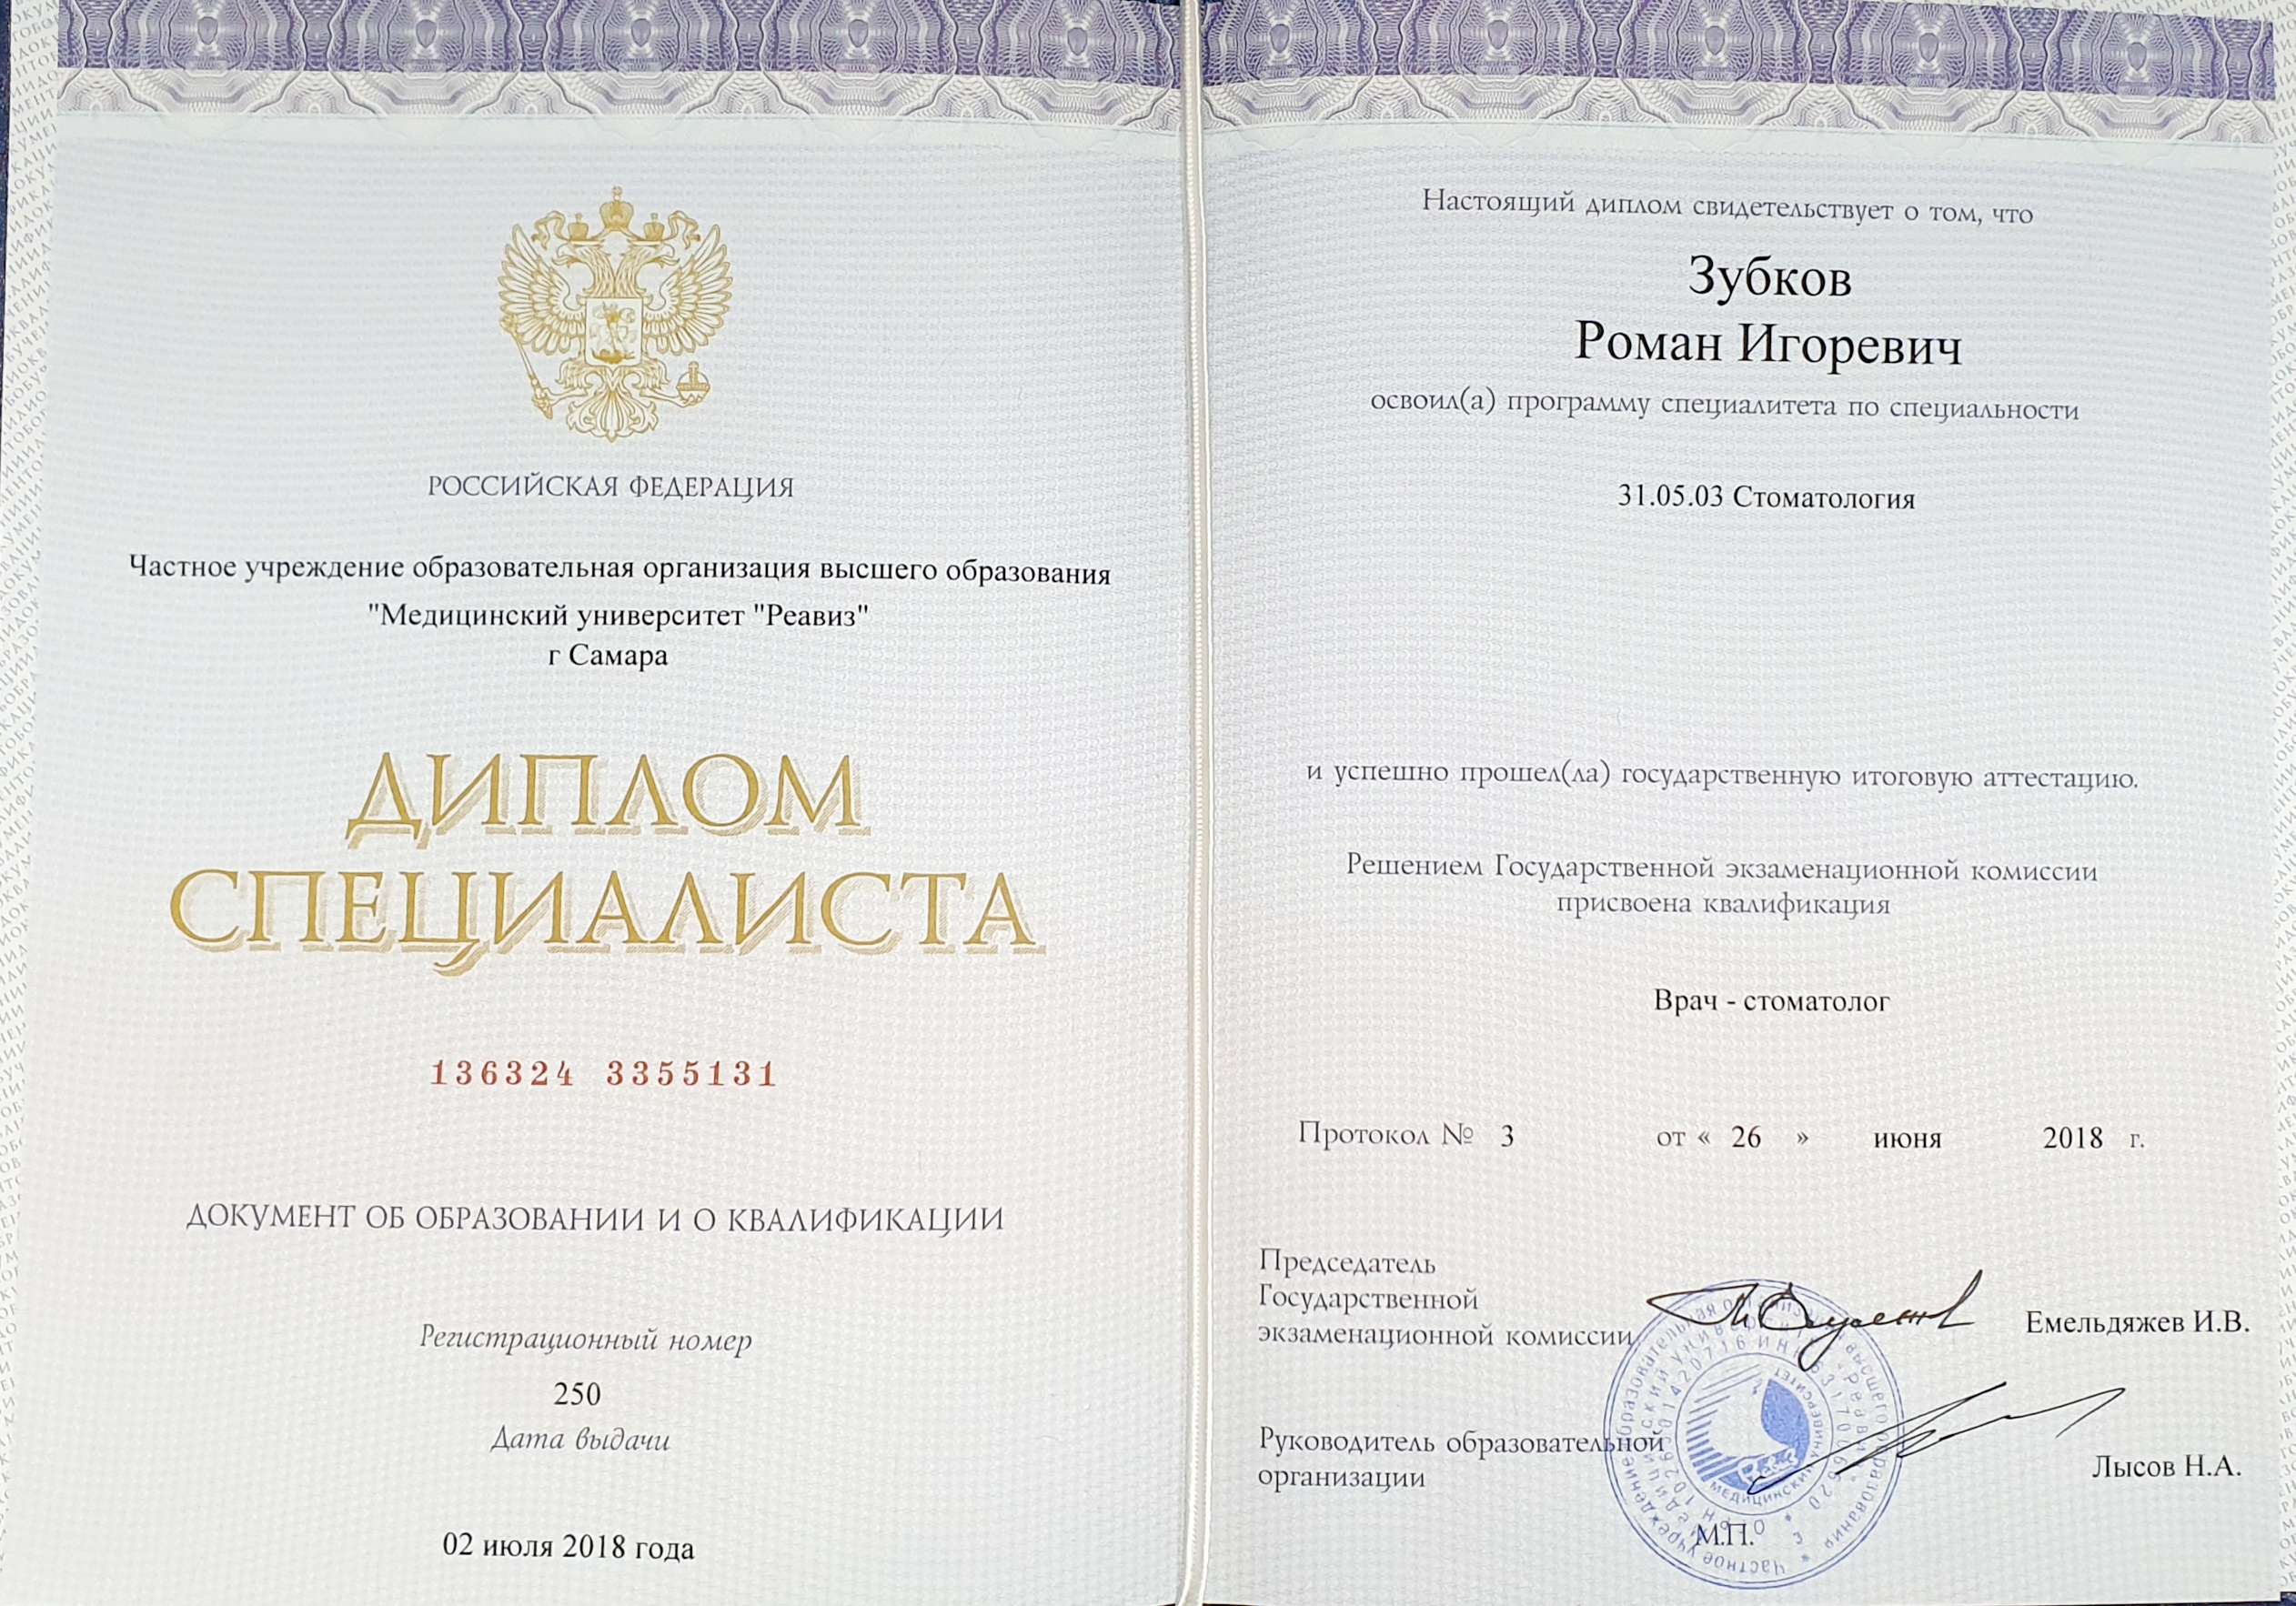 РОССИЙСКАЯ ФЕДЕРАЦИЯ
Частное учреждение образовательная организация высшего образования
"Медицинский университет "Реавиз"
г Самара
ДИПЛОМ
СПЕЦИАЛИСТА
136324 3355131
ДОКУМЕНТ ОБ ОБРАЗОВАНИИ И О КВАЛИФИКАЦИИ
Регистрационный номер
250
Дата выдачи
02 июля 2018 года
Настоящий диплом свидетельствует о том, что
Зубков
Роман Игоревич
освоил(а) программу специалитета по специальности
31.05.03 Стоматология
и успешно прошел(ла) государственную итоговую аттестацию.
Решением Государственной экзаменационной комиссии
присвоена квалификация
Врач - стоматолог
Протокол № 3 от « 26 » июня 2018 г.
Председатель
Государственной
экзаменационной комиссии
Емельдяжев И.В.
Руководитель образовательной
организации
Лысов Н.А.
М.П.